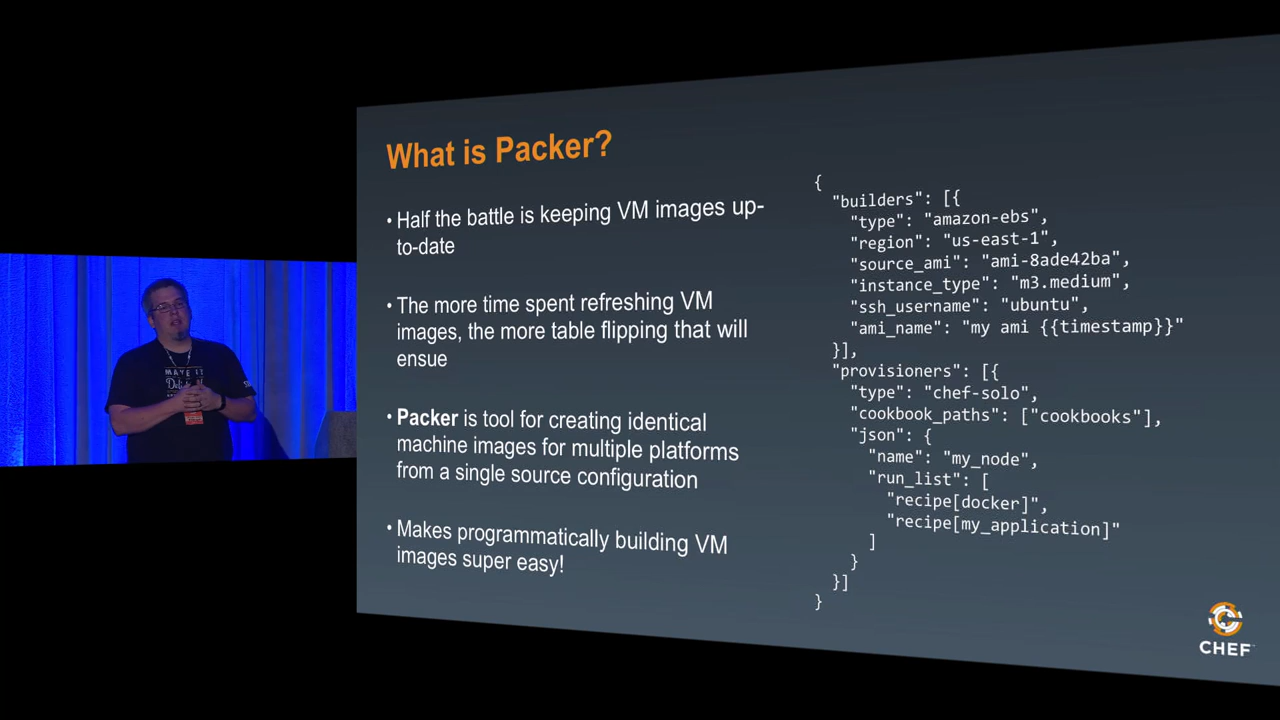 What is Packer?
• Half the battle is keeping VM images up-
to-date
• The more time spent refreshing VM
images, the more table flipping that will
ensue
• Packer is tool for creating identical
machine images for multiple platforms
from a single source configuration
• Makes programmatically building VM
images super easy!
{
"builders": [{
"type": "amazon-ebs",
"region": "us-east-1",
"source_ami": "ami-8ade42ba",
"instance_type": "m3.medium",
"ssh_username": "ubuntu",
"ami_name": "my ami {{timestamp}}"
}],
"provisioners": [{
"type": "chef-solo",
"cookbook_paths": ["cookbooks"],
"json": {
"name": "my_node",
"run_list": [
"recipe[docker]",
"recipe[my_application]"
]
}
}]
}
CHEF
MAKE IT